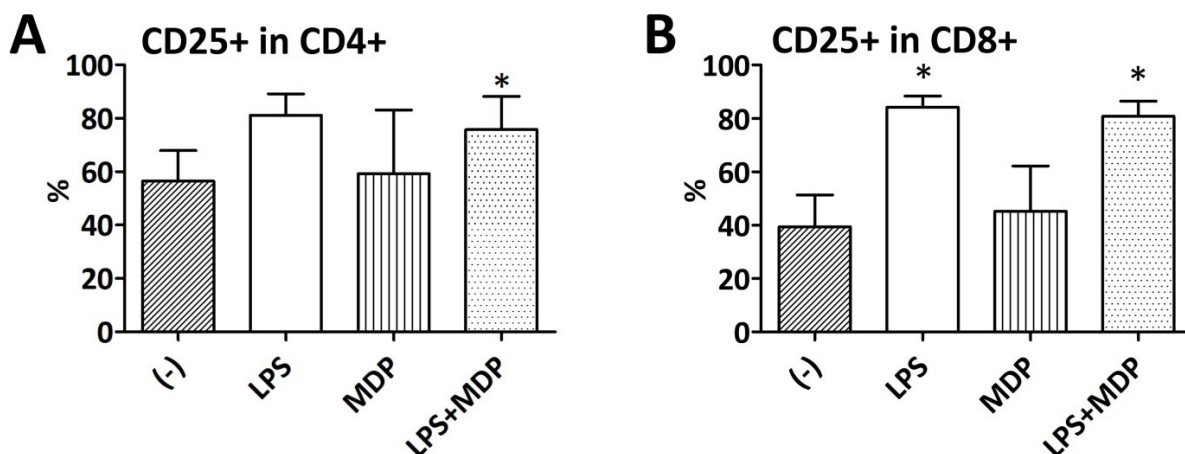 A
CD25+ in CD4+
%
100
80
60
40
20
0
*
(-)
LPS
MDP
LPS+MDP
B
CD25+ in CD8+
%
100
80
60
40
20
0
*
*
(-)
LPS
MDP
LPS+MDP